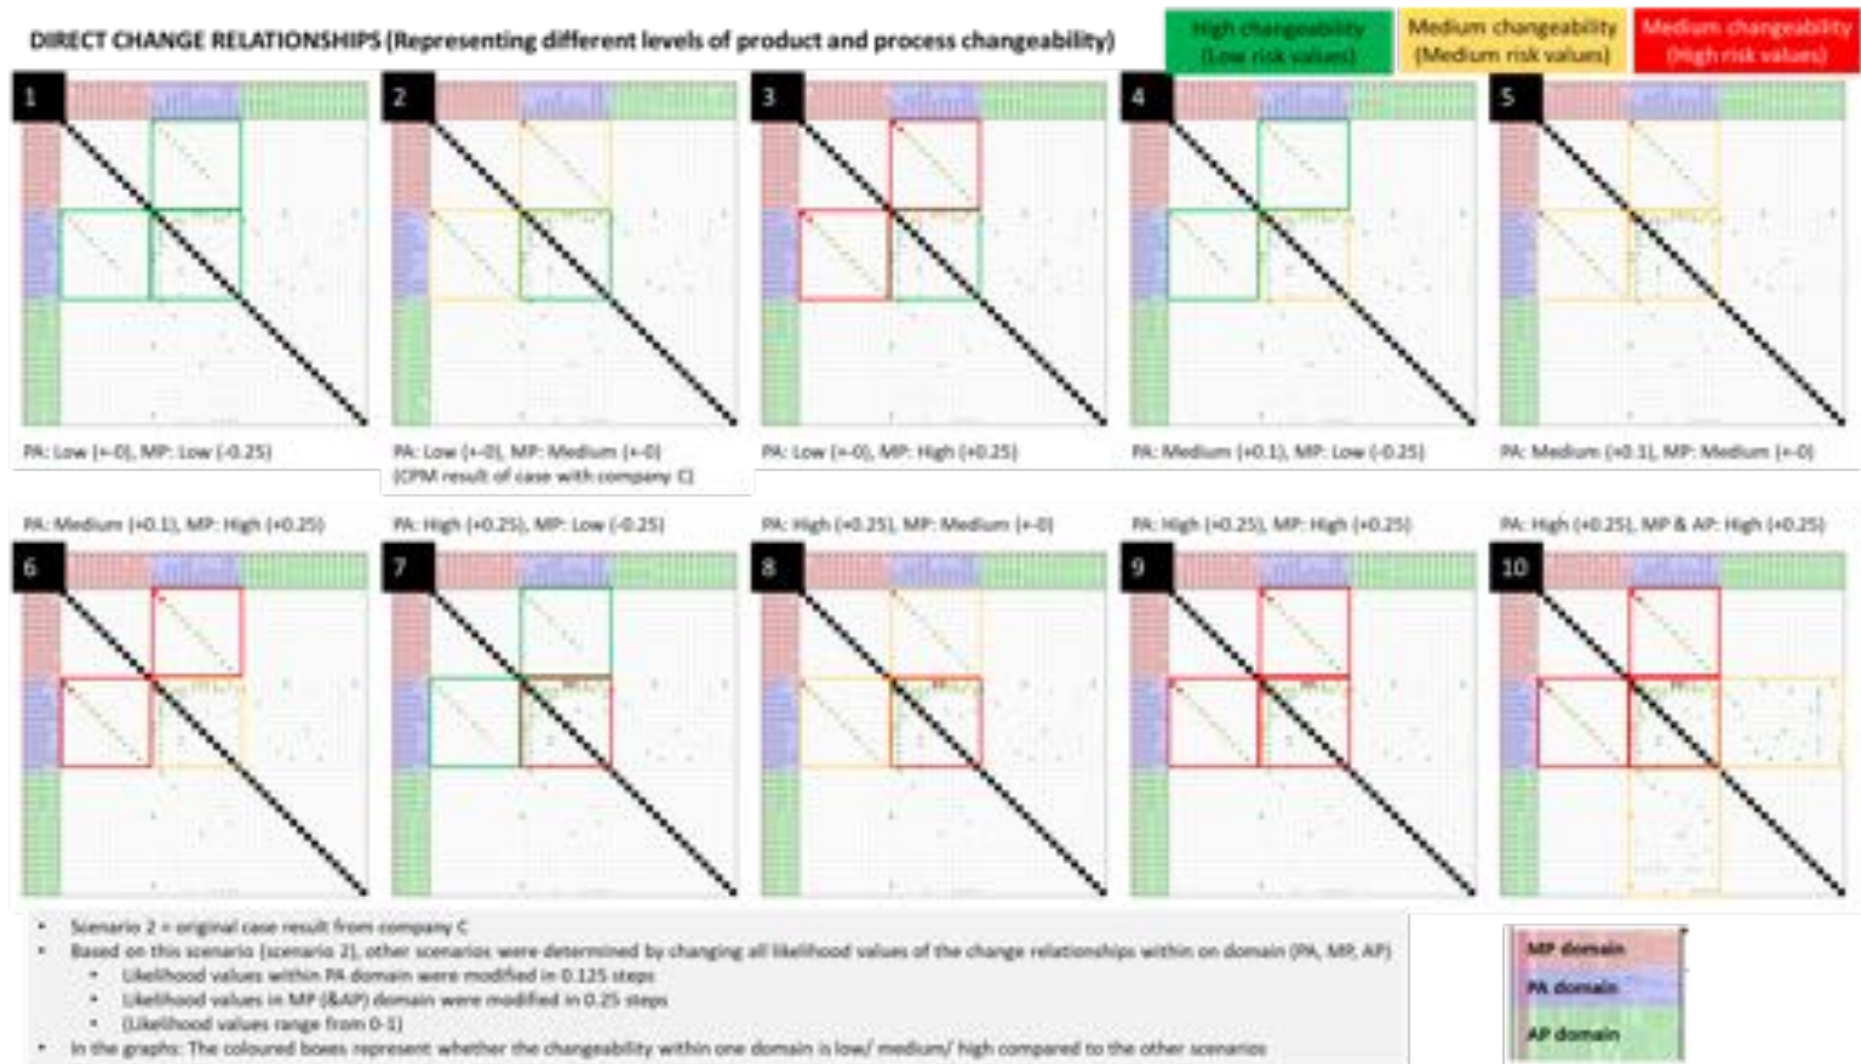 DIRECT CHANGE RELATIONSHIPS (Representing different levels of product and process changeability)
High changeability
(Low risk values)
Medium changeability
(Medium risk values)
Medium changeability
(High risk values)
1
2
3
4
5
PA: Low (+-0), MP: Low (-0.25)
PA: Low (+-0), MP: Medium (+-0)
(CPM result of case with company C)
PA: Low (+-0), MP: High (+0.25)
PA: Medium (+0.1), MP: Low (-0.25)
PA: Medium (+0.1), MP: Medium (+-0)
PA: Medium (+0.1), MP: High (+0.25)
PA: High (+0.25), MP: Low (-0.25)
PA: High (+0.25), MP: Medium (+-0)
PA: High (+0.25), MP: High (+0.25)
PA: High (+0.25), MP & AP: High (+0.25)
6
7
8
9
10
• Scenario 2 = original case result from company C
• Based on this scenario (scenario 2), other scenarios were determined by changing all likelihood values of the change relationships within on domain (PA, MP, AP)
• Likelihood values within PA domain were modified in 0.125 steps
• Likelihood values in MP (&AP) domain were modified in 0.25 steps
• (Likelihood values range from 0-1)
• In the graphs: The coloured boxes represent whether the changeability within one domain is low/ medium/ high compared to the other scenarios
MP domain
PA domain
AP domain